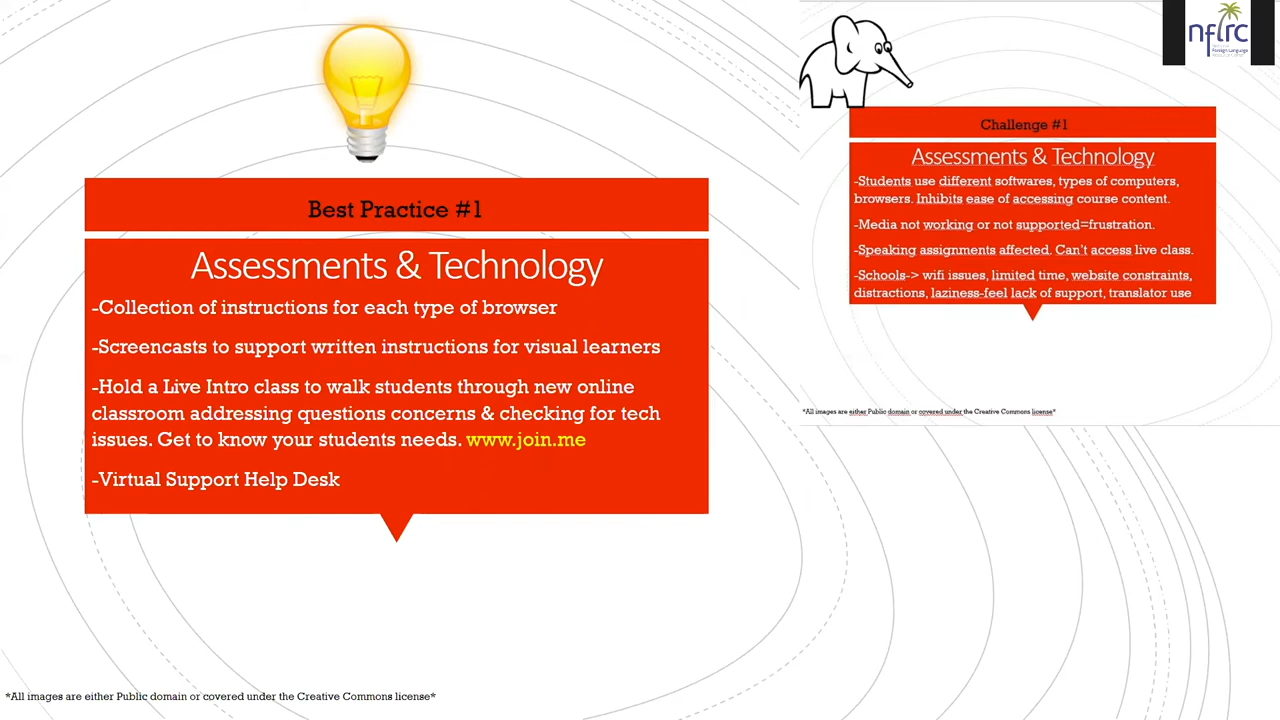 Best Practice #1
Assessments & Technology
-Collection of instructions for each type of browser
-Screencasts to support written instructions for visual learners
-Hold a Live Intro class to walk students through new online
classroom addressing questions concerns & checking for tech
issues. Get to know your students needs. www.join.me
-Virtual Support Help Desk
*All images are either Public domain or covered under the Creative Commons license*
nflrc
Foreign Language
Challenge #1
Assessments & Technology
-Students use different softwares, types of computers,
browsers. Inhibits ease of accessing course content.
-Media not working or not supported=frustration.
-Speaking assignments affected. Can't access live class.
-Schools-> wifi issues, limited time, website constraints,
distractions, laziness-feel lack of support, translator use
*All images are either Public domain or covered under the Creative Commons license*